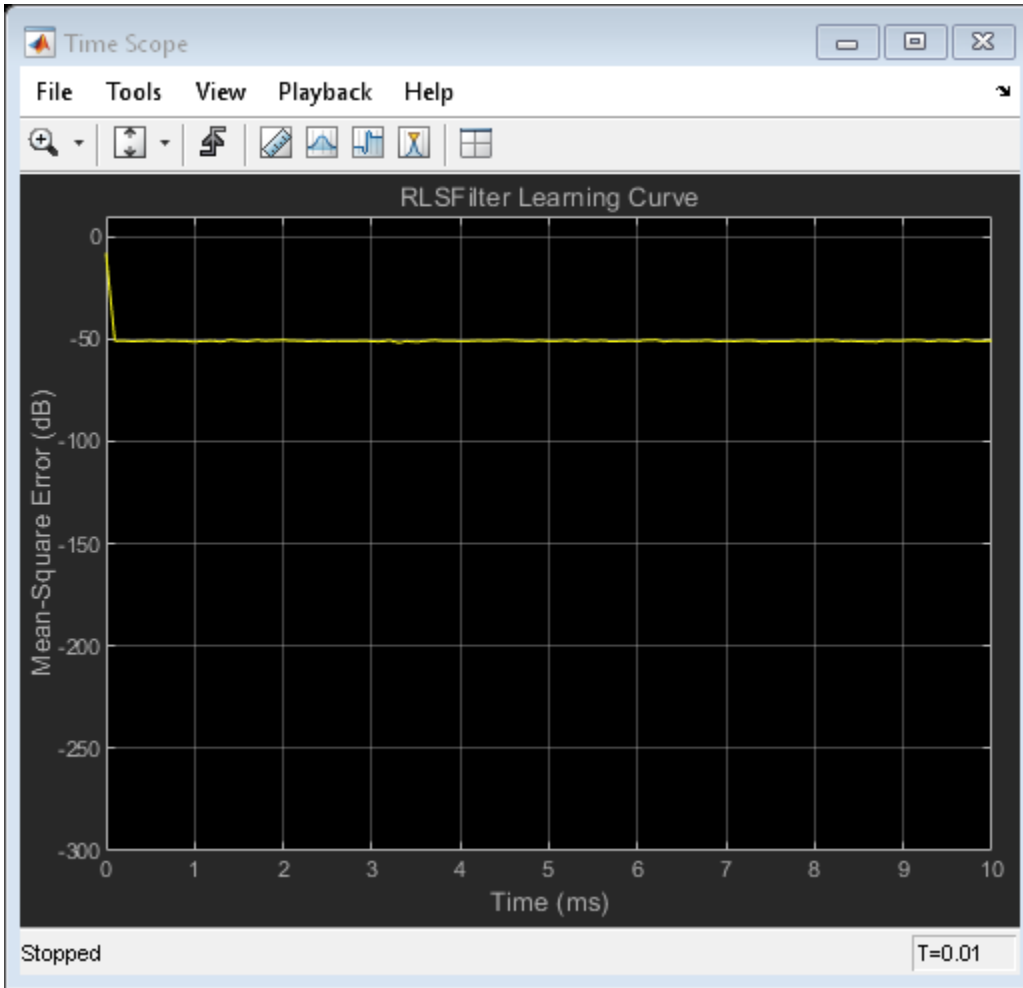 Time Scope
File Tools View Playback Help
RLSFilter Learning Curve
0
-50
-100
-150
-200
-250
-300
Mean-Square Error (dB)
0 1 2 3 4 5 6 7 8 9 10
Time (ms)
Stopped T=0.01